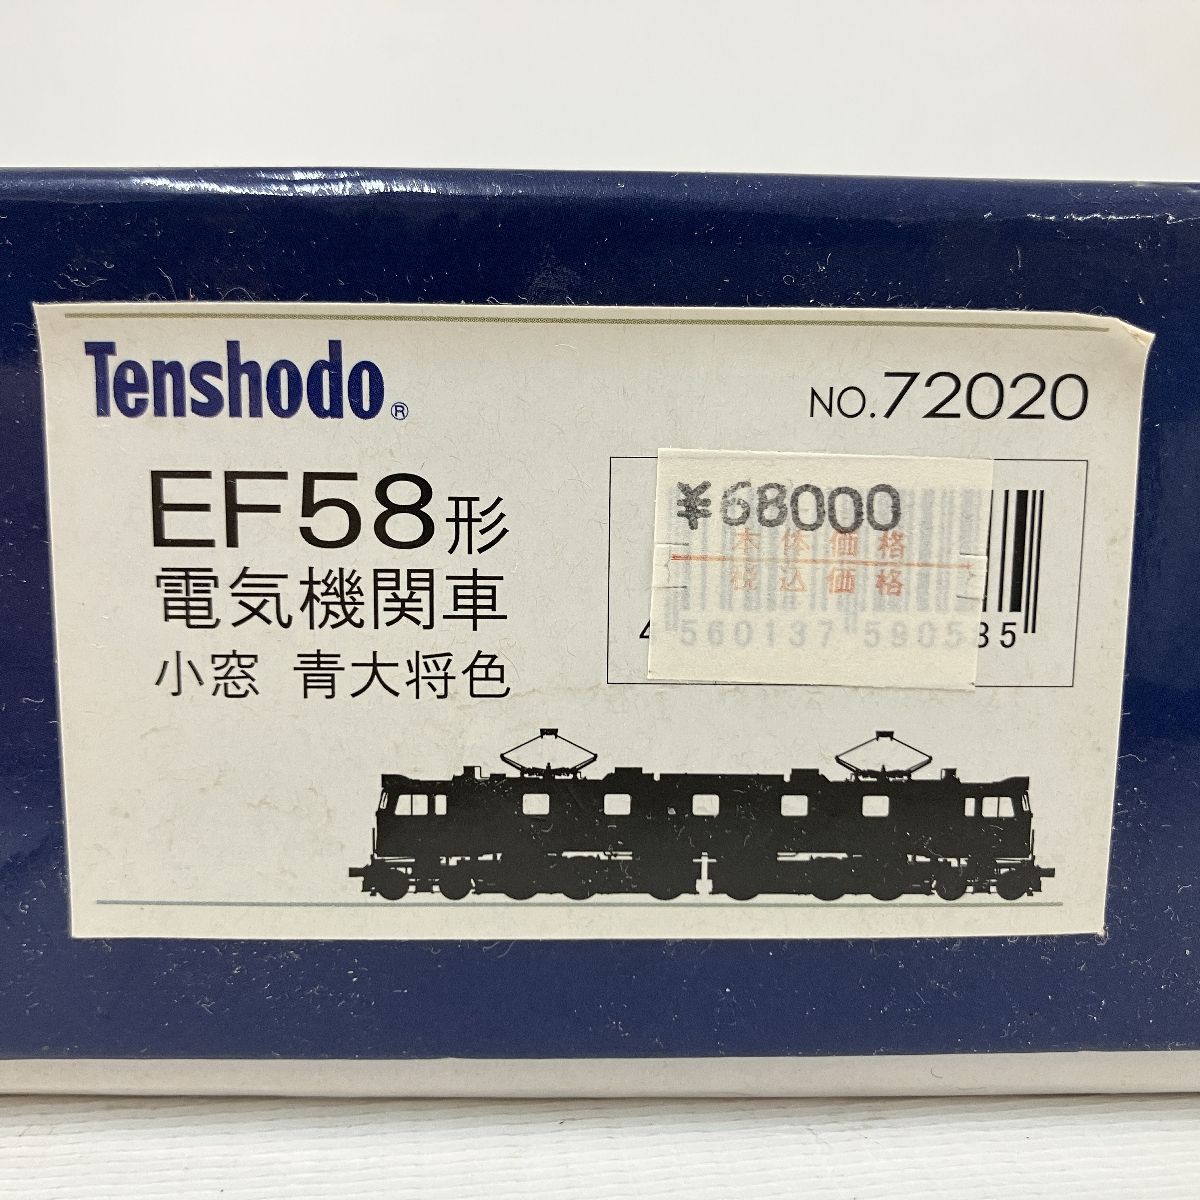 Tenshodo®
NO.72020
EF58形
電気機関車
小窓 青大将色
¥68000
本体価格
税込価格
4 560137 590535